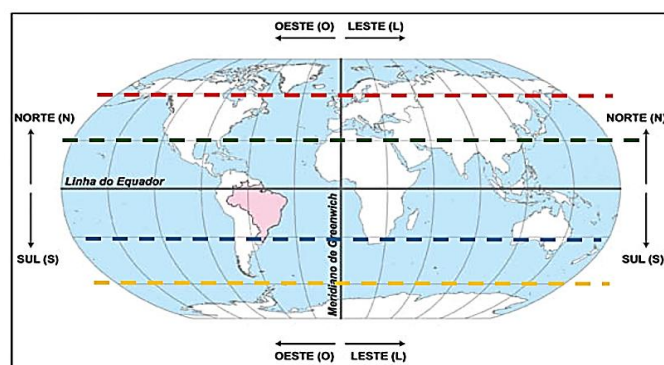 OESTE (O) LESTE (L)
NORTE (N) NORTE (N)
Linha do Equador
Meridiano de Greenwich
SUL (S) SUL (S)
OESTE (O) LESTE (L)